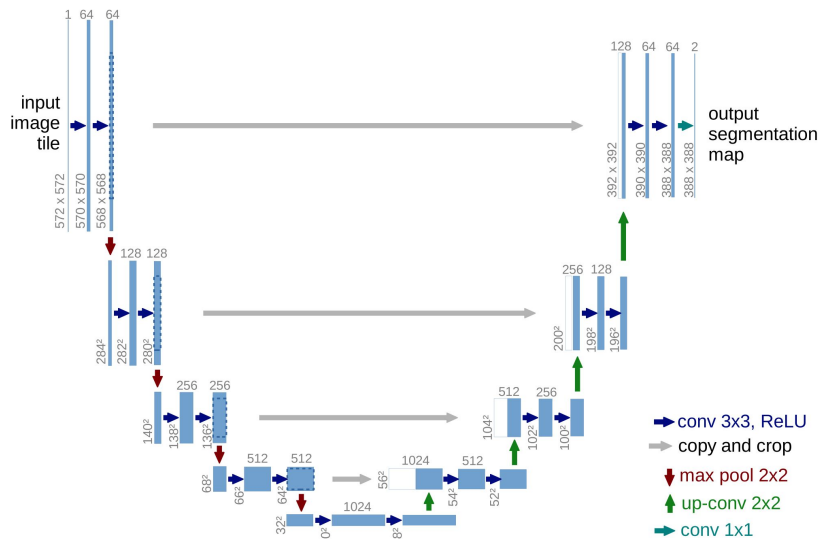 1 64 64
128 64 64 2
input
image
tile
output
segmentation
map
572 x 572
570 x 570
568 x 568
392 x 392
390 x 390
388 x 388
388 x 388
128 128
256 128
284²
282²
280²
200²
198²
196²
256 256
512 256
140²
138²
136²
104²
102²
100²
512 512
1024 512
68²
66²
64²
56²
54²
52²
1024
32²
0²
8²
conv 3x3, ReLU
copy and crop
max pool 2x2
up-conv 2x2
conv 1x1